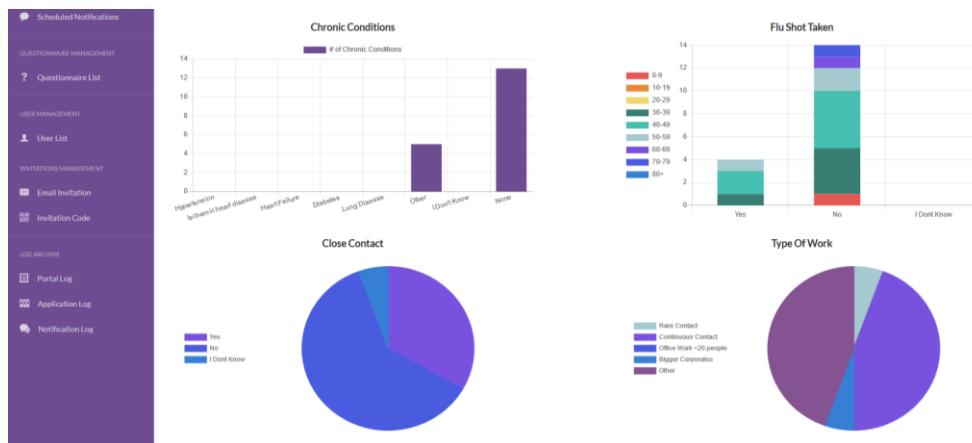 Scheduled Notifications
QUESTIONNAIRE MANAGEMENT
Questionnaire List
USER MANAGEMENT
User List
INVITATIONS MANAGEMENT
Email Invitation
Invitation Code
LOG ARCHIVE
Portal Log
Application Log
Notification Log
Chronic Conditions
# of Chronic Conditions
14
12
10
8
6
4
2
0
Hypertension
Ischemic heart disease
Heart Failure
Diabetes
Lung Disease
Other
I Don't Know
None
Flu Shot Taken
0-9
10-19
20-29
30-39
40-49
50-59
60-69
70-79
80+
14
12
10
8
6
4
2
0
Yes
No
I Dont Know
Close Contact
Yes
No
I Dont Know
Type Of Work
Rare Contact
Continuous Contact
Office Work <20 people
Bigger Corporates
Other